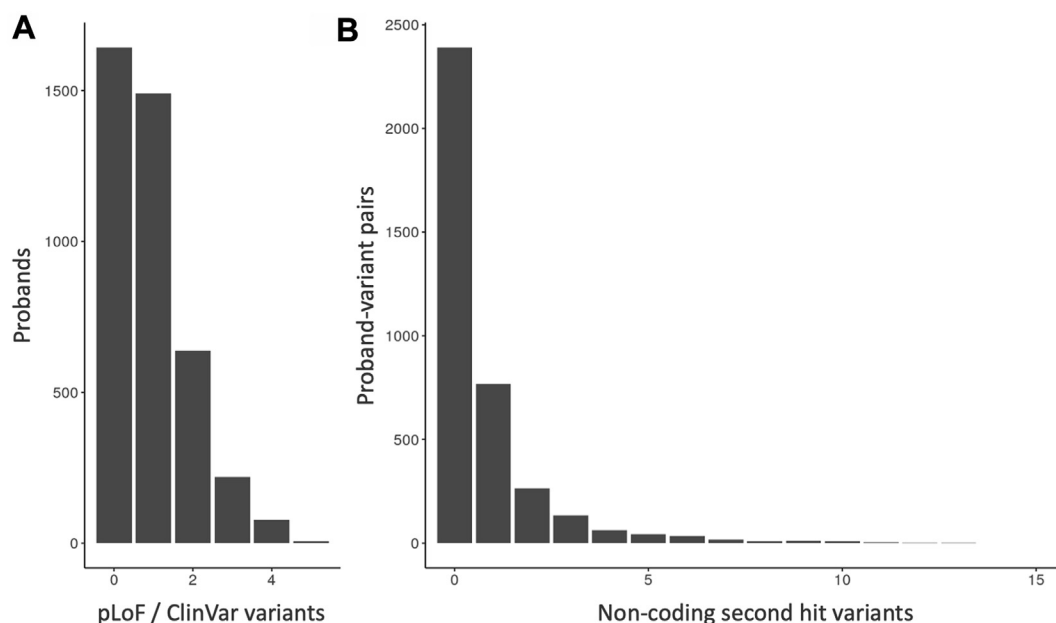 A
1500
1000
500
0
Probands
0 2 4
pLoF / ClinVar variants
B
2500
2000
1500
1000
500
0
Proband-variant pairs
0 5 10 15
Non-coding second hit variants